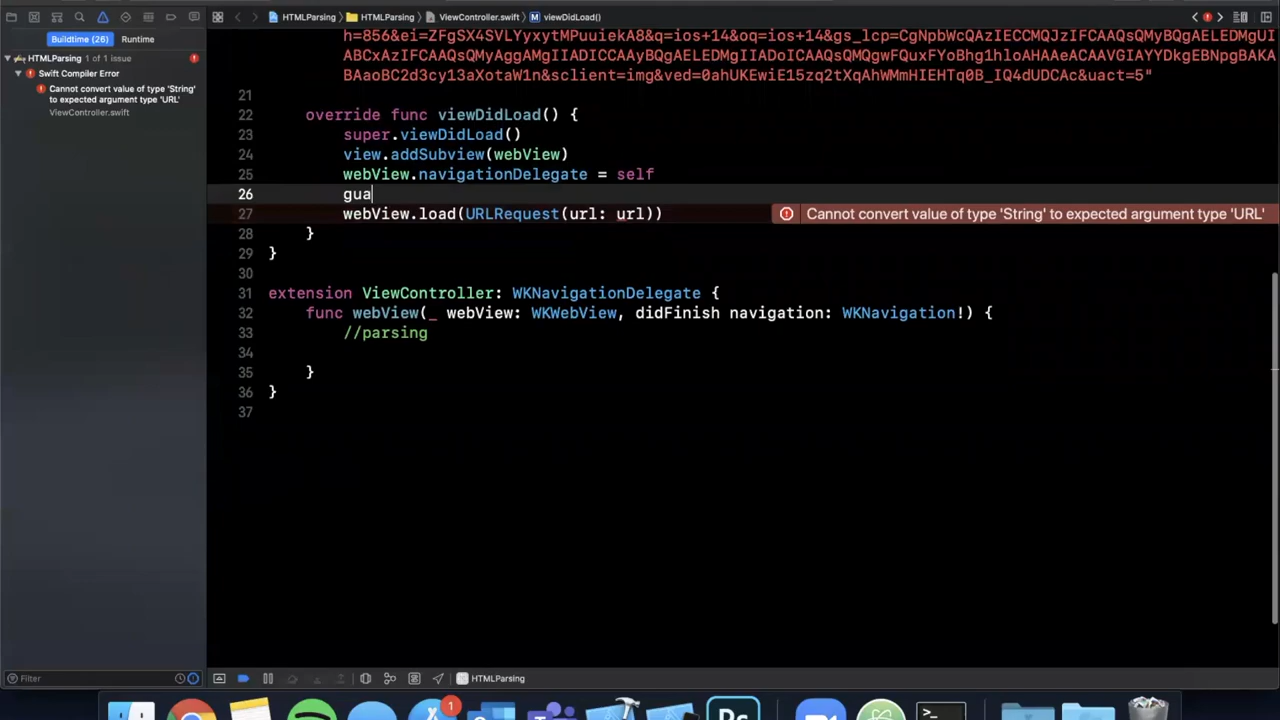 HTMLParsing
HTMLParsing
ViewController.swift
M viewDidLoad()
Buildtime (26)
Runtime
HTMLParsing 1 of 1 issue
Swift Compiler Error
Cannot convert value of type 'String'
to expected argument type 'URL'
ViewController.swift
h=856&ei=ZFgSX4SVLYyxytMPuuiekA8&q=ios+14&oq=ios+14&gs_lcp=CgNpbWcQAzIECCMQJzIFCAAQsQMyBQgAELEDMgUI
ABCxAzIFCAAQsQMyAggAMgIIADICCAAyBQgAELEDMgIIADoICAAQsQMQgwFQuxFYoBhg1hloAHAAeACAAVGIAYYDkgEBNpgBAKAB
BAaoBC2d3cy13aXotaW1n&sclient=img&ved=0ahUKEwiE15zq2tXqAhWMmHIEHTq0B_IQ4dUDCAc&uact=5"
21
22 override func viewDidLoad() {
23 super.viewDidLoad()
24 view.addSubview(webView)
25 webView.navigationDelegate = self
26 gua
27 webView.load(URLRequest(url: url)) Cannot convert value of type 'String' to expected argument type 'URL'
28 }
29 }
30
31 extension ViewController: WKNavigationDelegate {
32 func webView(_ webView: WKWebView, didFinish navigation: WKNavigation!) {
33 //parsing
34
35 }
36 }
37
Filter
HTMLParsing
1